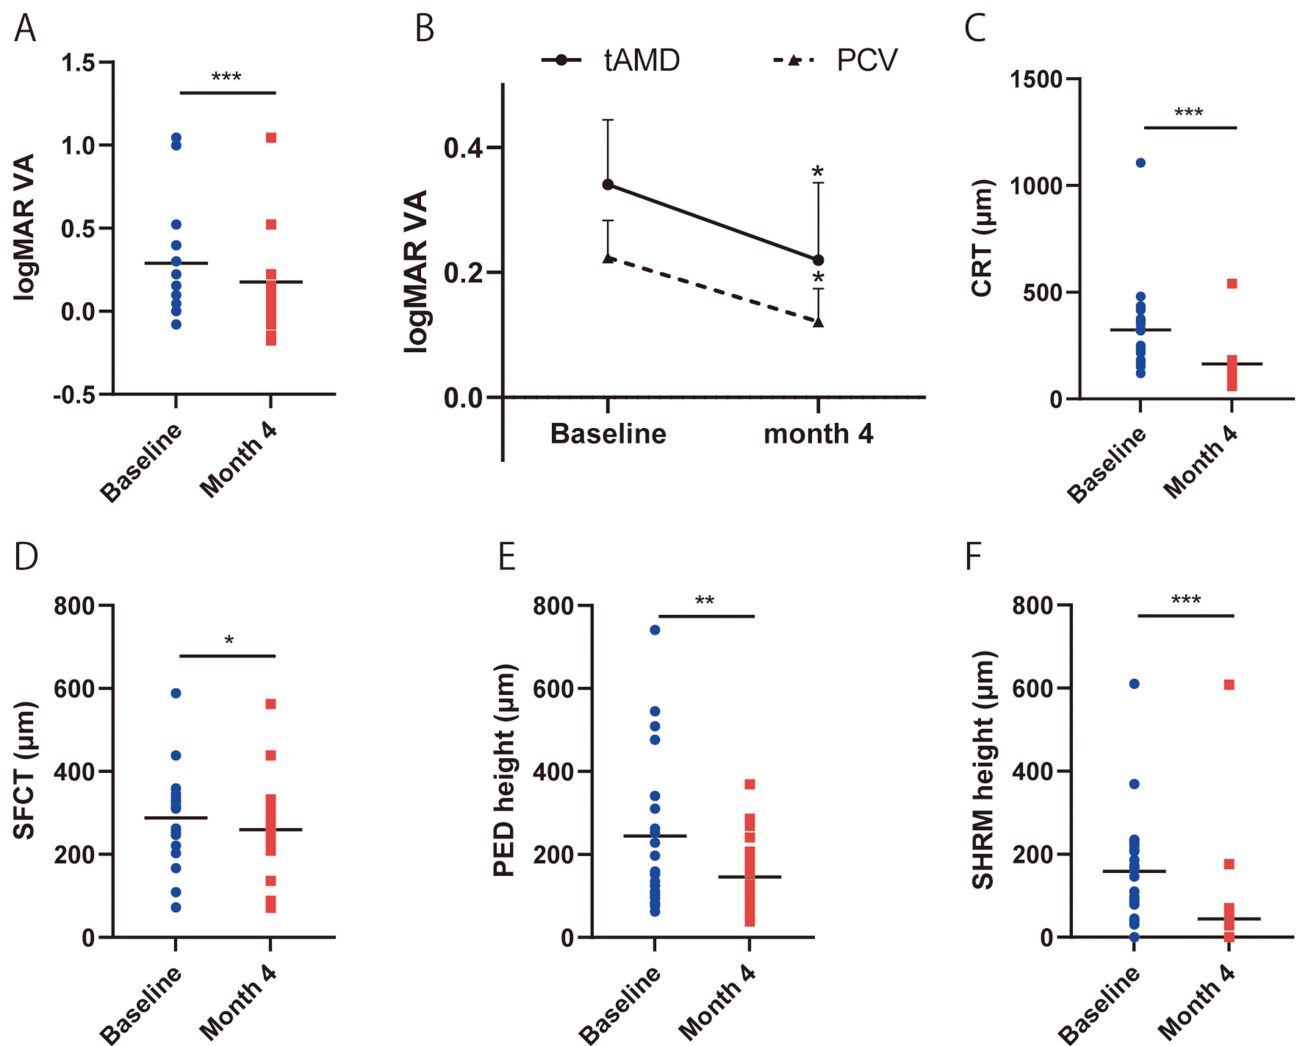 A
logMAR VA
1.5
1.0
0.5
0.0
-0.5
***
Baseline
Month 4
B
tAMD
PCV
logMAR VA
0.4
0.2
0.0
*
*
Baseline
month 4
C
CRT (μm)
1500
1000
500
0
***
Baseline
Month 4
D
SFCT (μm)
800
600
400
200
0
*
Baseline
Month 4
E
PED height (μm)
800
600
400
200
0
**
Baseline
Month 4
F
SHRM height (μm)
800
600
400
200
0
***
Baseline
Month 4